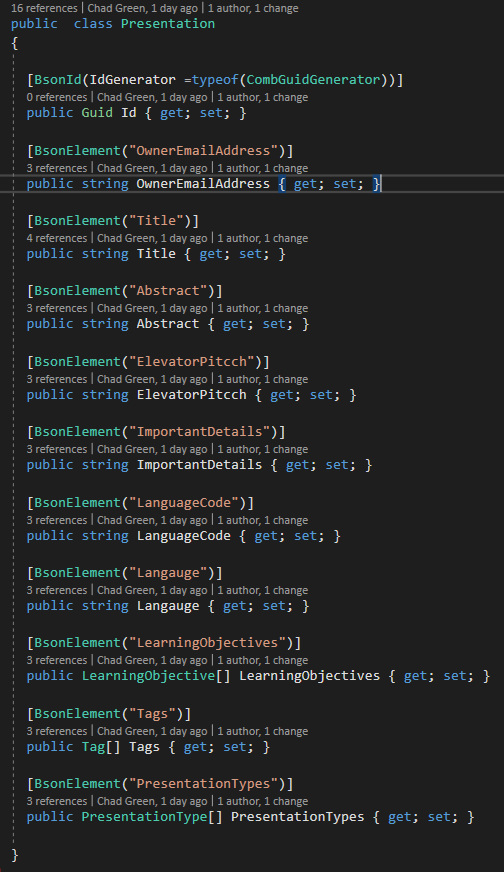 16 references | Chad Green, 1 day ago | 1 author, 1 change
public  class Presentation
{
[BsonId(IdGenerator =typeof(CombGuidGenerator))]
0 references | Chad Green, 1 day ago | 1 author, 1 change
public Guid Id { get; set; }
[BsonElement("OwnerEmailAddress")]
3 references | Chad Green, 1 day ago | 1 author, 1 change
public string OwnerEmailAddress { get; set; }
[BsonElement("Title")]
4 references | Chad Green, 1 day ago | 1 author, 1 change
public string Title { get; set; }
[BsonElement("Abstract")]
3 references | Chad Green, 1 day ago | 1 author, 1 change
public string Abstract { get; set; }
[BsonElement("ElevatorPitcch")]
3 references | Chad Green, 1 day ago | 1 author, 1 change
public string ElevatorPitcch { get; set; }
[BsonElement("ImportantDetails")]
3 references | Chad Green, 1 day ago | 1 author, 1 change
public string ImportantDetails { get; set; }
[BsonElement("LanguageCode")]
3 references | Chad Green, 1 day ago | 1 author, 1 change
public string LanguageCode { get; set; }
[BsonElement("Langauge")]
3 references | Chad Green, 1 day ago | 1 author, 1 change
public string Langauge { get; set; }
[BsonElement("LearningObjectives")]
3 references | Chad Green, 1 day ago | 1 author, 1 change
public LearningObjective[] LearningObjectives { get; set; }
[BsonElement("Tags")]
3 references | Chad Green, 1 day ago | 1 author, 1 change
public Tag[] Tags { get; set; }
[BsonElement("PresentationTypes")]
3 references | Chad Green, 1 day ago | 1 author, 1 change
public PresentationType[] PresentationTypes { get; set; }
}